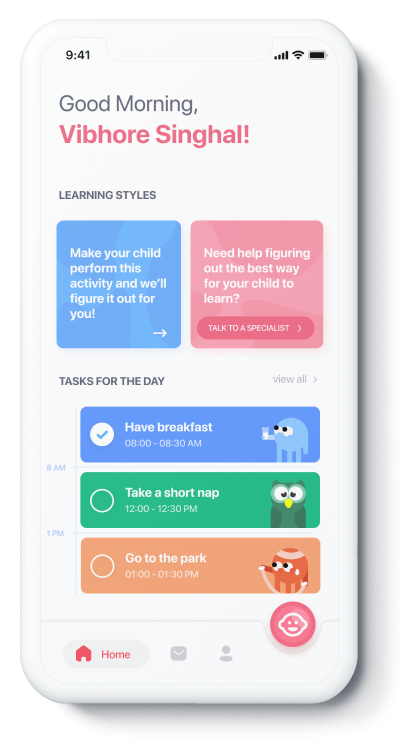 9:41
Good Morning,
Vibhore Singhal!
LEARNING STYLES
Make your child
perform this
activity and we'll
figure it out for
you!
Need help figuring
out the best way
for your child to
learn?
TALK TO A SPECIALIST
TASKS FOR THE DAY
view all
Have breakfast
08:00 - 08:30 AM
8 AM
Take a short nap
12:00 - 12:30 PM
1 PM
Go to the park
01:00 - 01:30 PM
Home